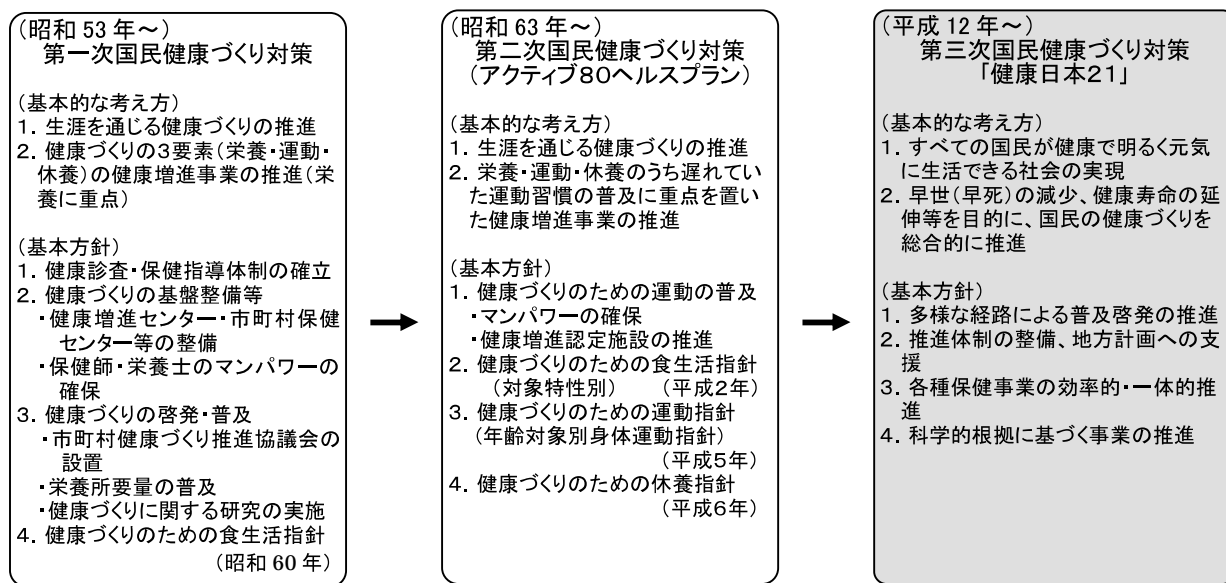 (昭和 53 年～)
第一次国民健康づくり対策
(基本的な考え方)
1．生涯を通じる健康づくりの推進
2．健康づくりの3要素(栄養・運動・
休養)の健康増進事業の推進(栄
養に重点)
(基本方針)
1．健康診査・保健指導体制の確立
2．健康づくりの基盤整備等
・健康増進センター・市町村保健
センター等の整備
・保健師・栄養士のマンパワーの
確保
3．健康づくりの啓発・普及
・市町村健康づくり推進協議会の
設置
・栄養所要量の普及
・健康づくりに関する研究の実施
4．健康づくりのための食生活指針
(昭和 60 年)
(昭和 63 年～)
第二次国民健康づくり対策
(アクティブ80ヘルスプラン)
(基本的な考え方)
1．生涯を通じる健康づくりの推進
2．栄養・運動・休養のうち遅れてい
た運動習慣の普及に重点を置い
た健康増進事業の推進
(基本方針)
1．健康づくりのための運動の普及
・マンパワーの確保
・健康増進認定施設の推進
2．健康づくりのための食生活指針
(対象特性別)　(平成2年)
3．健康づくりのための運動指針
(年齢対象別身体運動指針)
(平成5年)
4．健康づくりのための休養指針
(平成6年)
(平成 12 年～)
第三次国民健康づくり対策
「健康日本21」
(基本的な考え方)
1．すべての国民が健康で明るく元気
に生活できる社会の実現
2．早世(早死)の減少、健康寿命の延
伸等を目的に、国民の健康づくりを
総合的に推進
(基本方針)
1．多様な経路による普及啓発の推進
2．推進体制の整備、地方計画への支
援
3．各種保健事業の効率的・一体的推
進
4．科学的根拠に基づく事業の推進